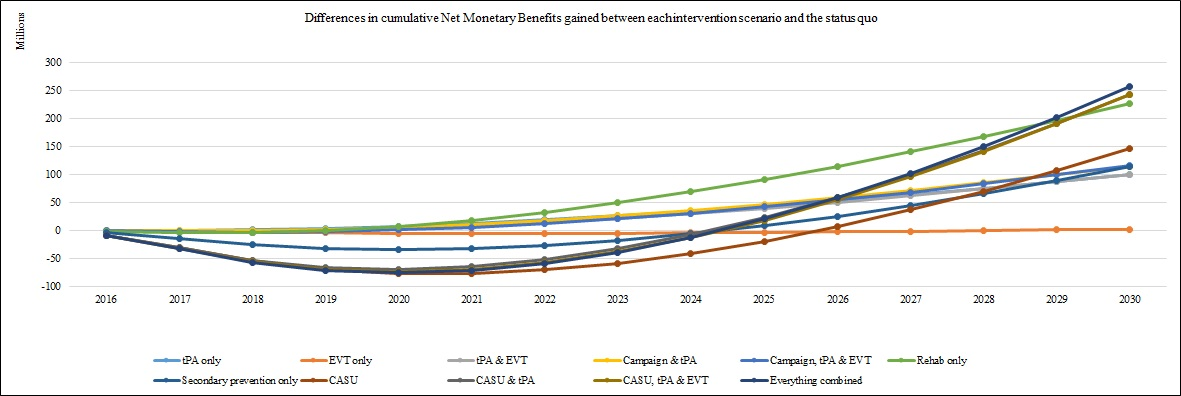 Differences in cumulative Net Monetary Benefits gained between eachintervention scenario and the status quo
Millions
300
250
200
150
100
50
0
-50
-100
2016 2017 2018 2019 2020 2021 2022 2023 2024 2025 2026 2027 2028 2029 2030
tPA only EVT only tPA & EVT Campaign & tPA Campaign, tPA & EVT Rehab only
Secondary prevention only CASU CASU & tPA CASU, tPA & EVT Everything combined